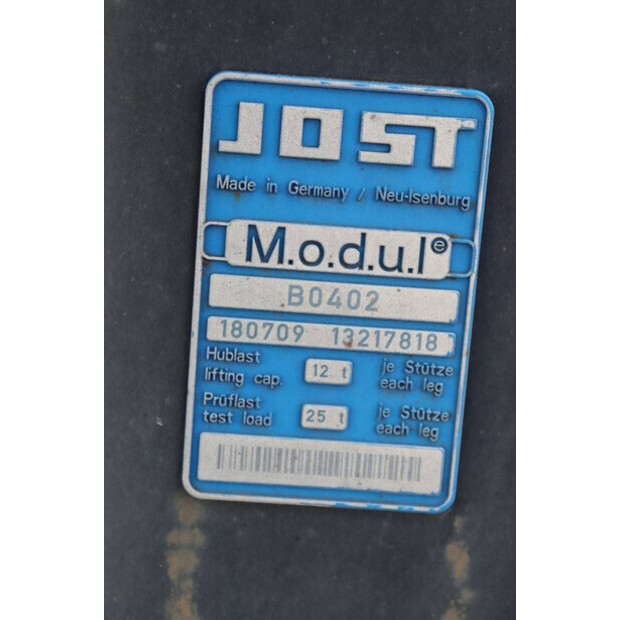 JOST
Made in Germany / Neu-Isenburg
M.o.d.u.l e
B0402
180709 13217818
Hublast
lifting cap. 12 t je Stütze
each leg
Prüflast
test load 25 t je Stütze
each leg